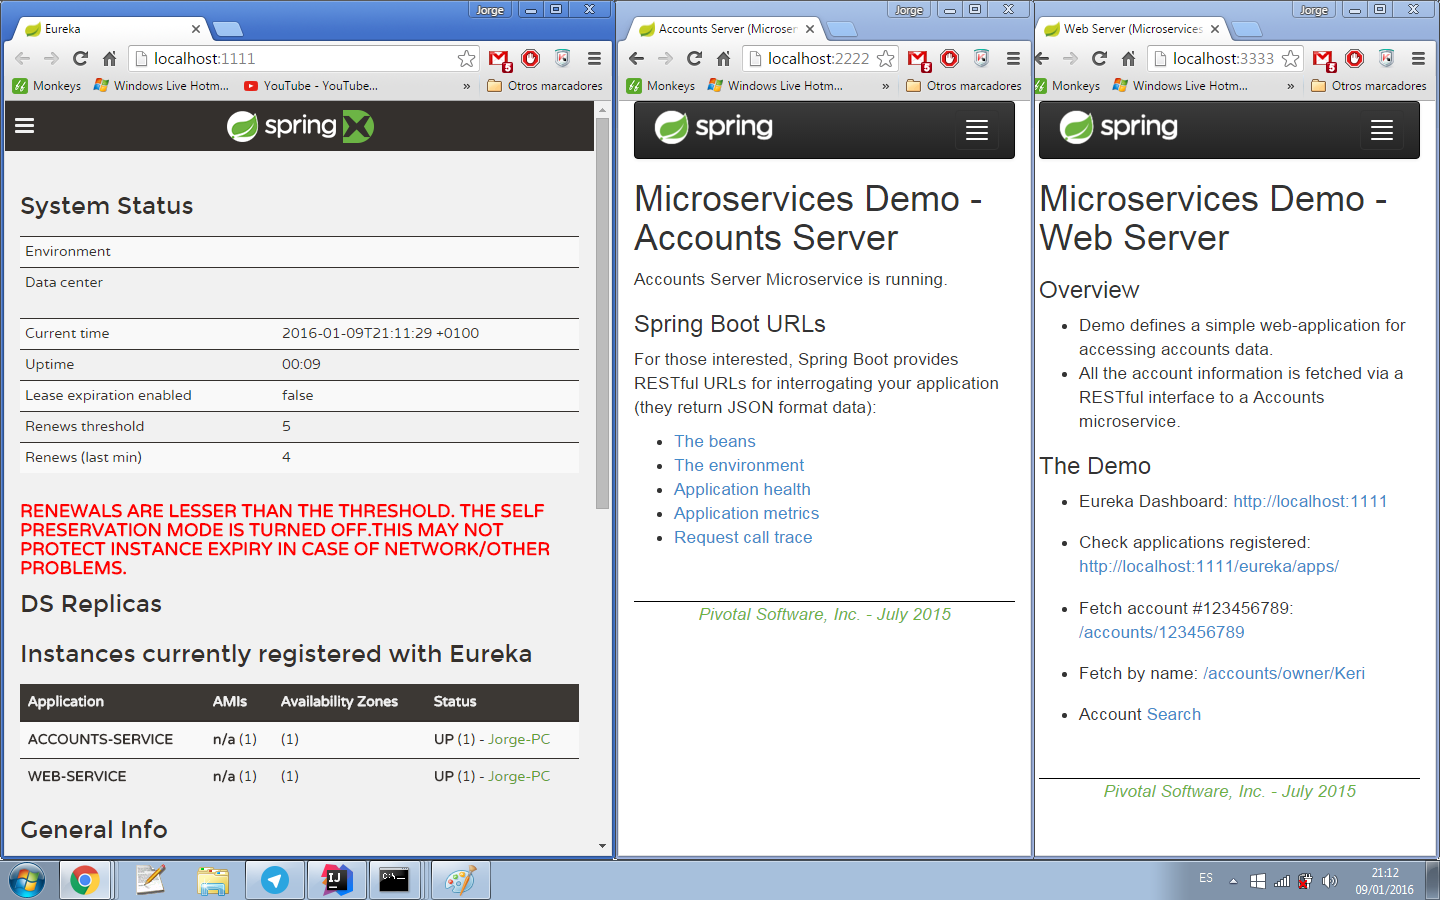 Jorge
Eureka
localhost:1111
5
Monkeys
Windows Live Hotm...
YouTube - YouTube...
»
Otros marcadores
spring
System Status
Environment
Data center
Current time 2016-01-09T21:11:29 +0100
Uptime 00:09
Lease expiration enabled false
Renews threshold 5
Renews (last min) 4
RENEWALS ARE LESSER THAN THE THRESHOLD. THE SELF
PRESERVATION MODE IS TURNED OFF.THIS MAY NOT
PROTECT INSTANCE EXPIRY IN CASE OF NETWORK/OTHER
PROBLEMS.
DS Replicas
Instances currently registered with Eureka
Application AMIs Availability Zones Status
ACCOUNTS-SERVICE n/a (1) (1) UP (1) - Jorge-PC
WEB-SERVICE n/a (1) (1) UP (1) - Jorge-PC
General Info
Jorge
Accounts Server (Microser
localhost:2222
5
Monkeys
Windows Live Hotm...
»
Otros marcadores
spring
Microservices Demo -
Accounts Server
Accounts Server Microservice is running.
Spring Boot URLs
For those interested, Spring Boot provides
RESTful URLs for interrogating your application
(they return JSON format data):
• The beans
• The environment
• Application health
• Application metrics
• Request call trace
Pivotal Software, Inc. - July 2015
Jorge
Web Server (Microservices
localhost:3333
5
Monkeys
Windows Live Hotm...
»
Otros marcadores
spring
Microservices Demo -
Web Server
Overview
• Demo defines a simple web-application for
accessing accounts data.
• All the account information is fetched via a
RESTful interface to a Accounts
microservice.
The Demo
• Eureka Dashboard: http://localhost:1111
• Check applications registered:
http://localhost:1111/eureka/apps/
• Fetch account #123456789:
/accounts/123456789
• Fetch by name: /accounts/owner/Keri
• Account Search
Pivotal Software, Inc. - July 2015
IJ
C:\_
ES
21:12
09/01/2016